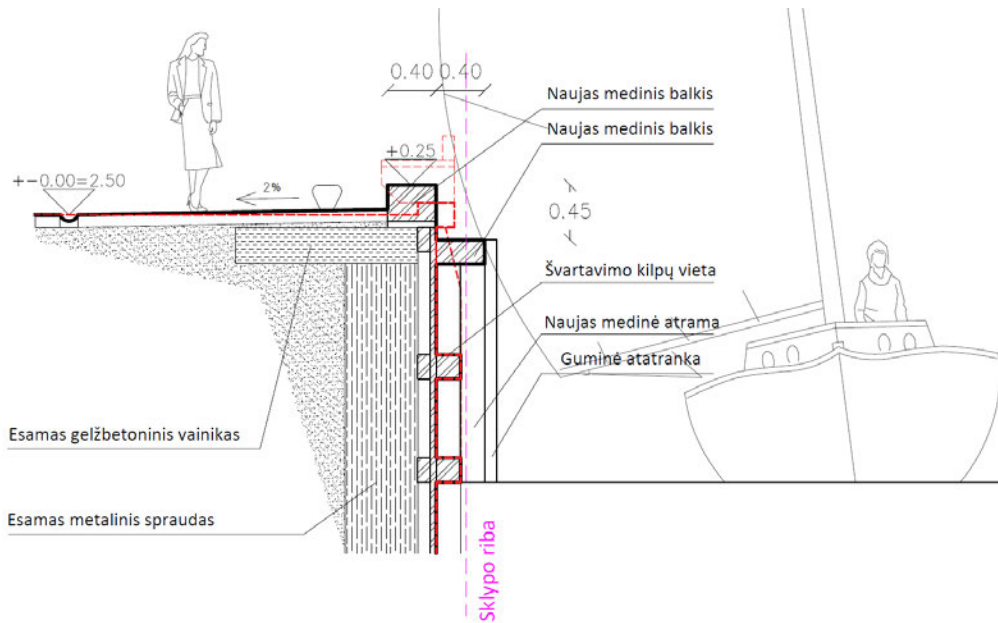 0.40 0.40
Naujas medinis balkis
Naujas medinis balkis
+0.25
+-0.00=2.50
2%
0.45
Švartavimo kilpų vieta
Naujas medinė atrama
Guminė atatranka
Esamas gelžbetoninis vainikas
Esamas metalinis spraudas
Sklypo riba